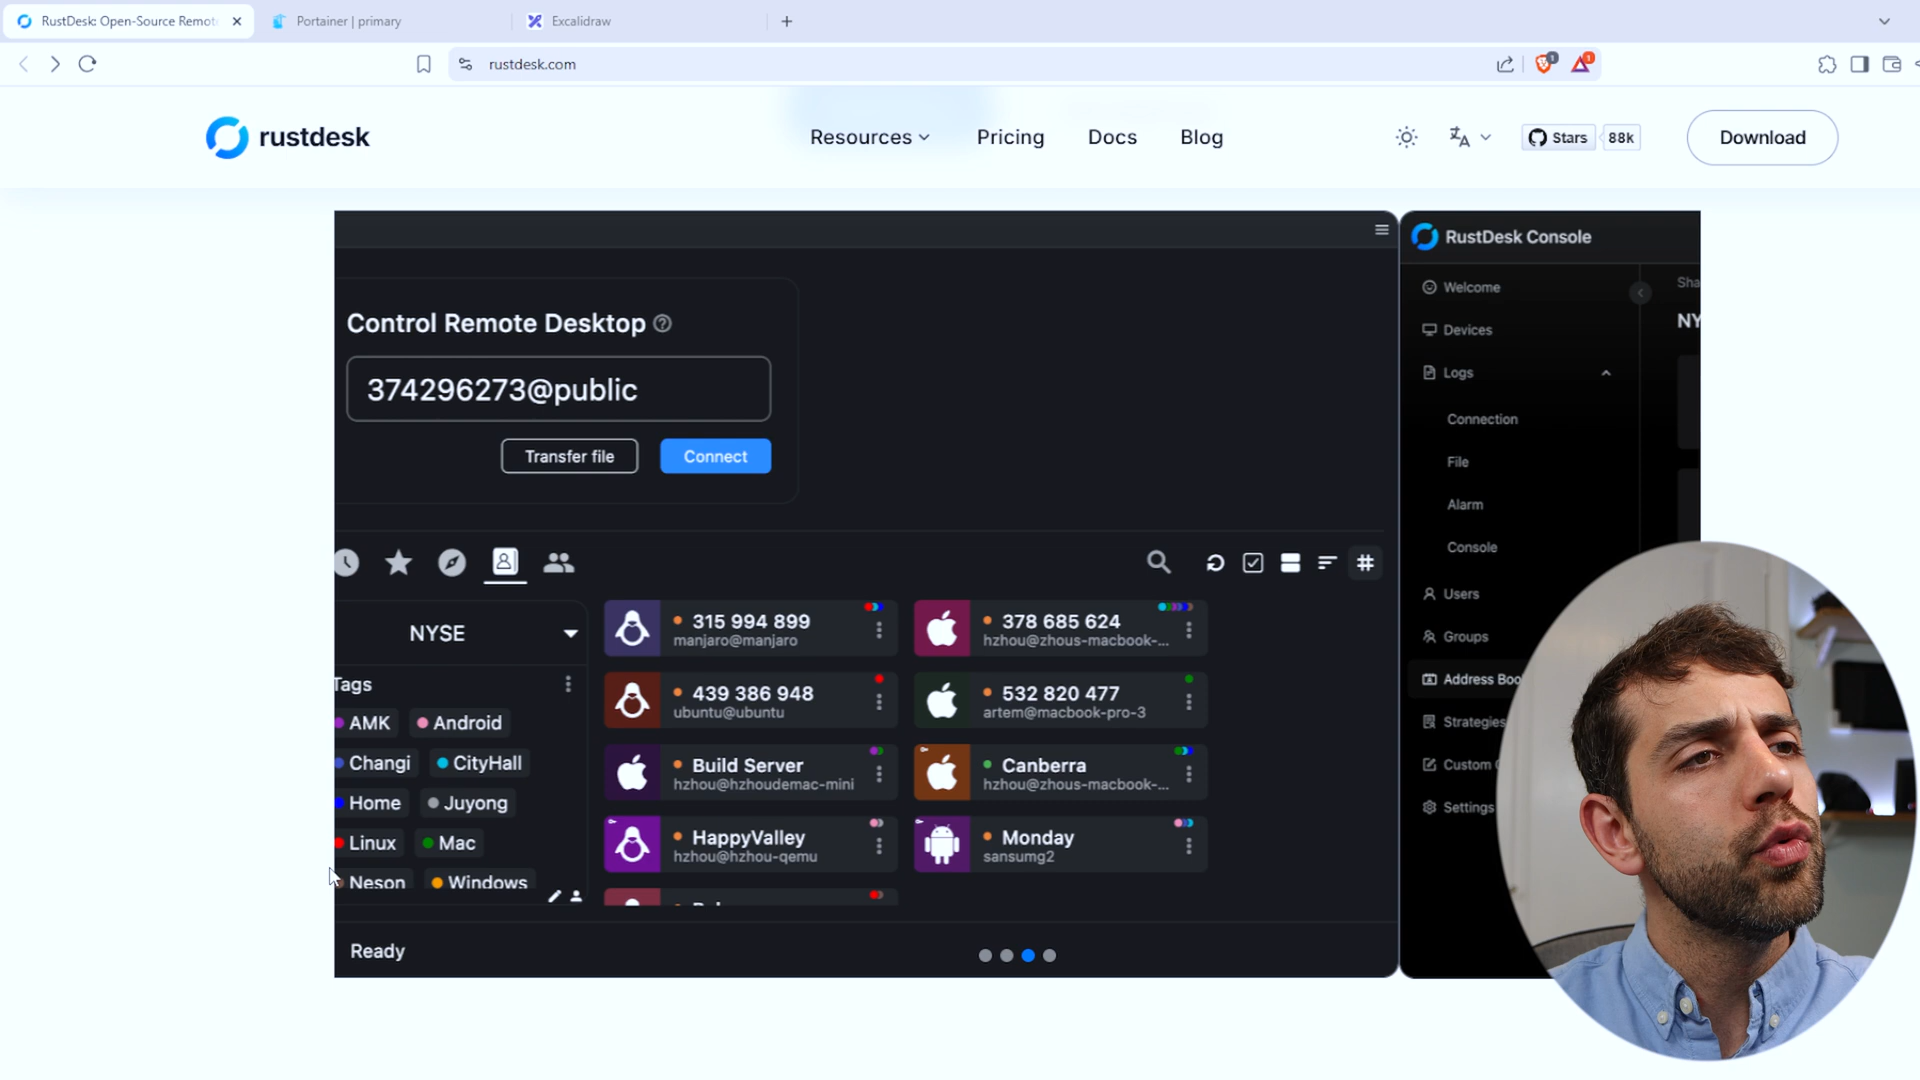 RustDesk: Open-Source Remot
Portainer | primary
Excalidraw
rustdesk.com
1
1
rustdesk
Resources
Pricing
Docs
Blog
Stars
88k
Download
RustDesk Console
Control Remote Desktop
374296273@public
Transfer file
Connect
NYSE
Tags
AMK
Android
Changi
CityHall
Home
Juyong
Linux
Mac
Neson
Windows
315 994 899
manjaro@manjaro
378 685 624
hzhou@zhous-macbook-...
439 386 948
ubuntu@ubuntu
532 820 477
artem@macbook-pro-3
Build Server
hzhou@hzhoudemac-mini
Canberra
hzhou@zhous-macbook-...
HappyValley
hzhou@hzhou-qemu
Monday
sansumg2
Ready
Welcome
Devices
Logs
Connection
File
Alarm
Console
Users
Groups
Address Boo
Strategies
Custom
Settings
Sha
NY